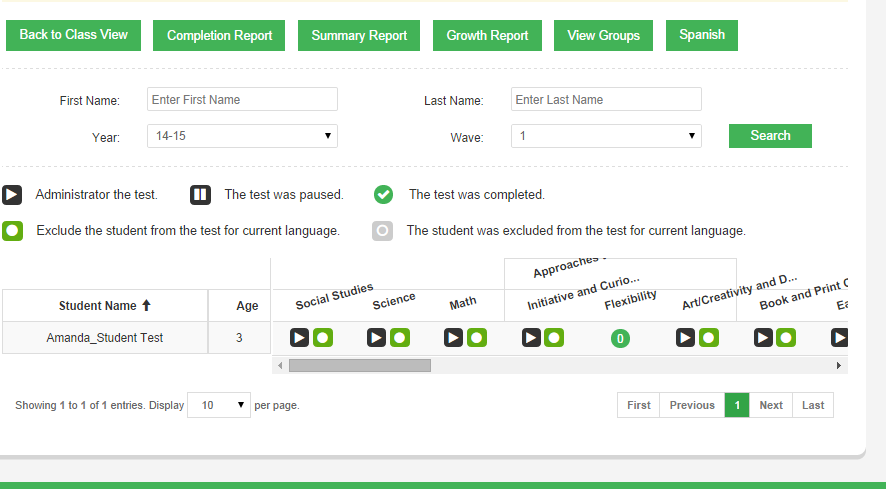 Back to Class View Completion Report Summary Report Growth Report View Groups Spanish
First Name: Enter First Name Last Name: Enter Last Name
Year: 14-15 Wave: 1 Search
Administrator the test. The test was paused. The test was completed.
Exclude the student from the test for current language. The student was excluded from the test for current language.
Approaches
Student Name Age Social Studies Science Math Initiative and Curio... Flexibility Art/Creativity and D... Book and Print
Amanda_Student Test 3 0
Showing 1 to 1 of 1 entries. Display 10 per page. First Previous 1 Next Last